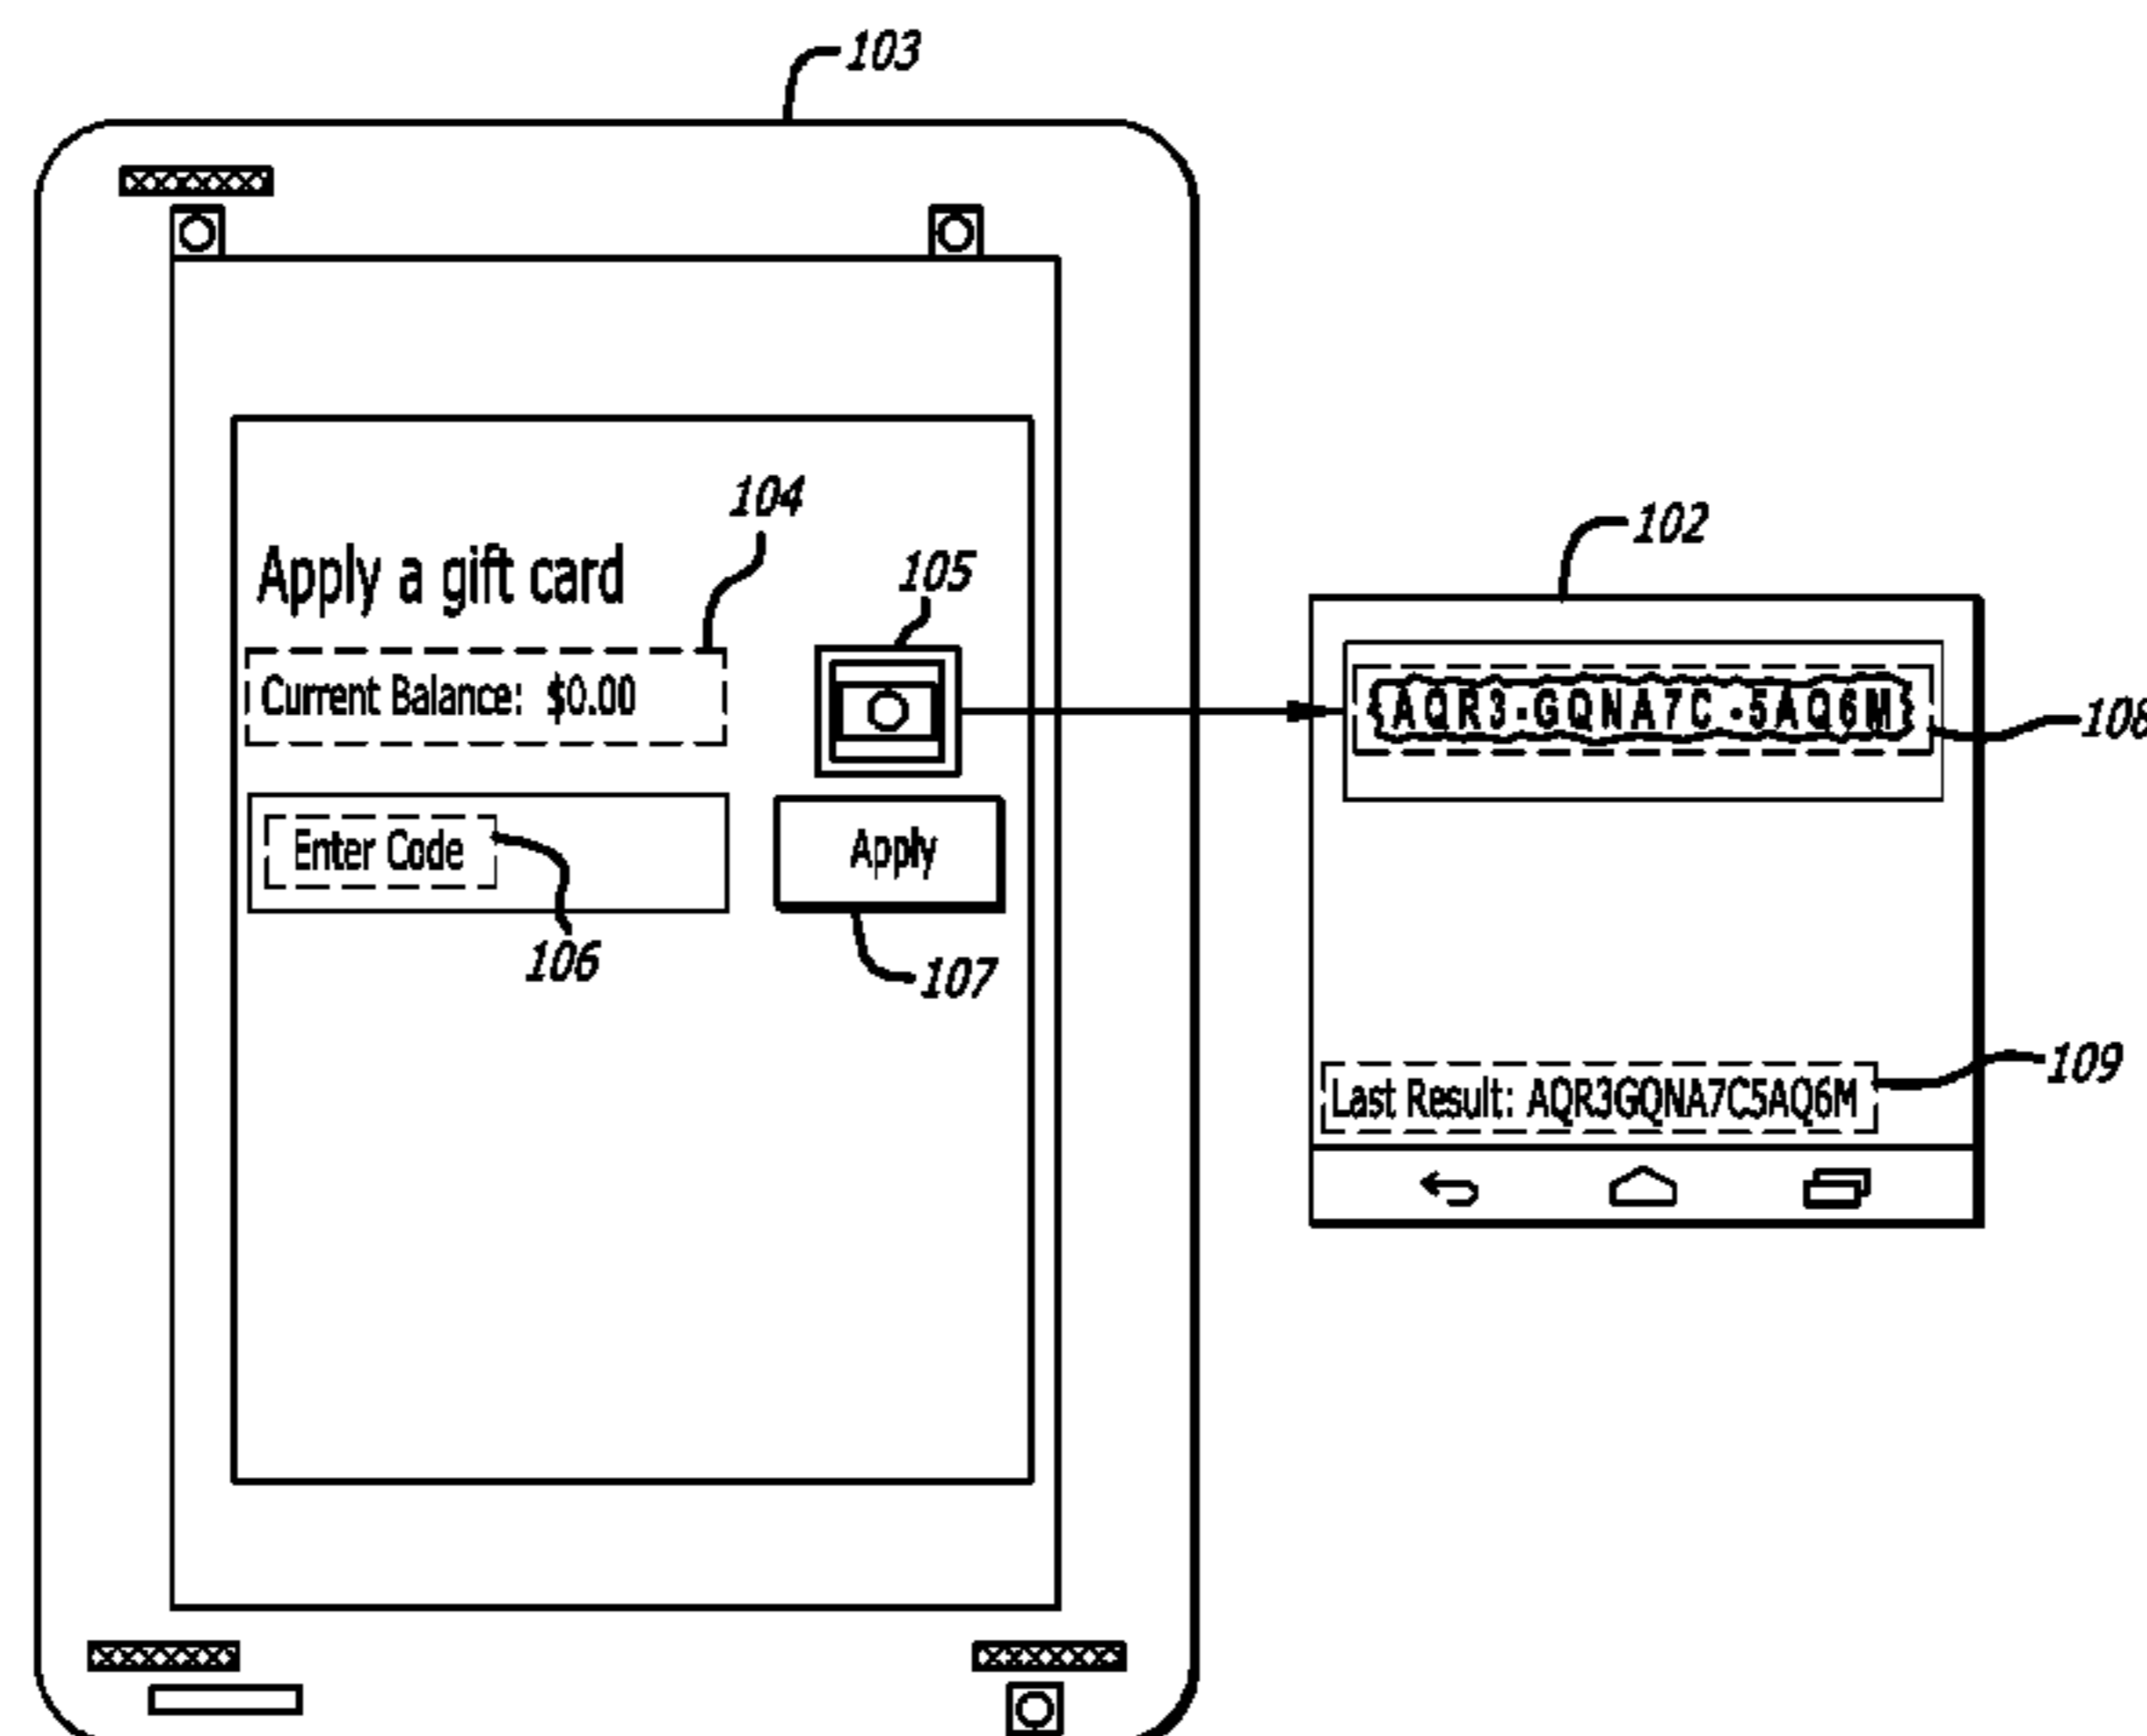 103
104
Apply a gift card
105
102
Current Balance: $0.00
AQR3-GQNA7C-5AQ6M
108
Enter Code
Apply
106
107
109
Last Result: AQR3GQNA7C5AQ6M